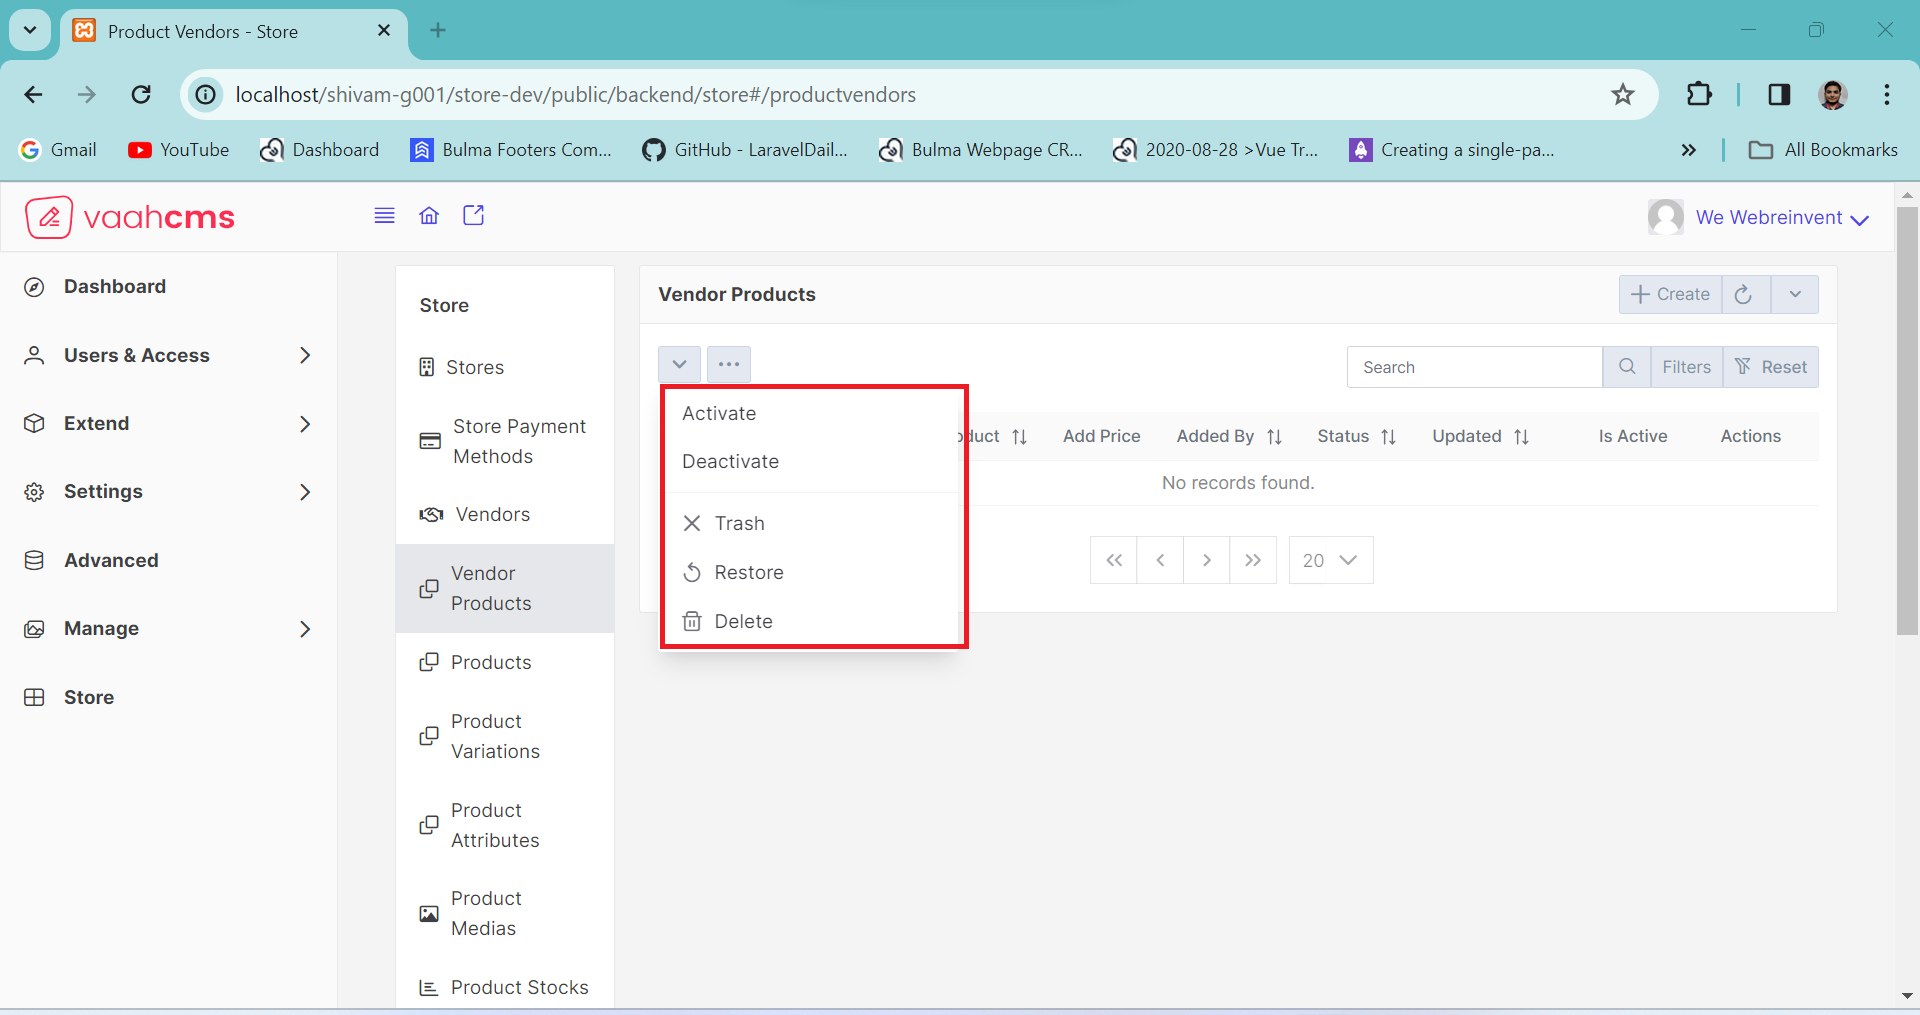 Product Vendors - Store
localhost/shivam-g001/store-dev/public/backend/store#/productvendors
Gmail
YouTube
Dashboard
Bulma Footers Com...
GitHub - LaravelDail...
Bulma Webpage CR...
2020-08-28 >Vue Tr...
Creating a single-pa...
All Bookmarks
vaahcms
We Webreinvent
Dashboard
Users & Access
Extend
Settings
Advanced
Manage
Store
Store
Stores
Store Payment
Methods
Vendors
Vendor
Products
Products
Product
Variations
Product
Attributes
Product
Medias
Product Stocks
Vendor Products
Create
Search
Filters
Reset
Activate
Deactivate
Trash
Restore
Delete
oduct
Add Price
Added By
Status
Updated
Is Active
Actions
No records found.
20